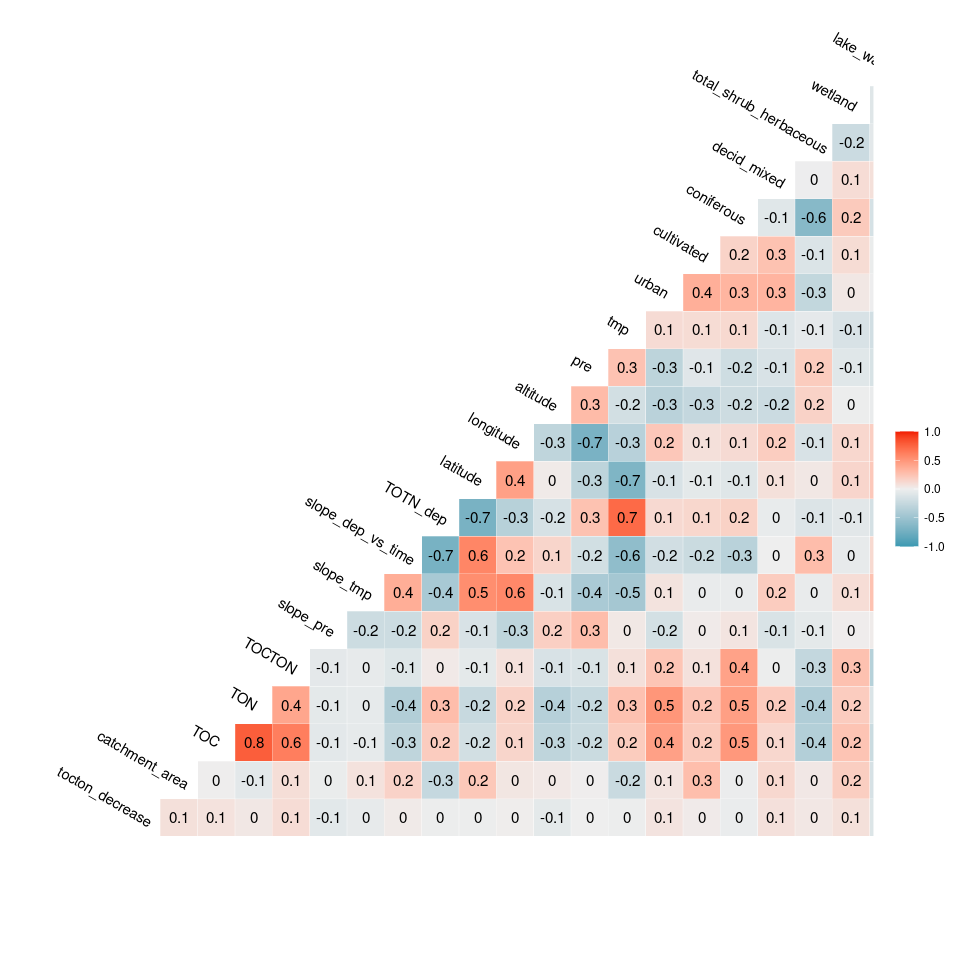 lake_wa
wetland
total_shrub_herbaceous
-0.2
decid_mixed 0 0.1
coniferous -0.1 -0.6 0.2
cultivated 0.2 0.3 -0.1 0.1
urban 0.4 0.3 0.3 -0.3 0
tmp 0.1 0.1 0.1 -0.1 -0.1 -0.1
pre 0.3 -0.3 -0.1 -0.2 -0.1 0.2 -0.1
altitude 0.3 -0.2 -0.3 -0.3 -0.2 -0.2 0.2 0
longitude -0.3 -0.7 -0.3 0.2 0.1 0.1 0.2 -0.1 0.1
latitude 0.4 0 -0.3 -0.7 -0.1 -0.1 -0.1 0.1 0 0.1
TOTN_dep -0.7 -0.3 -0.2 0.3 0.7 0.1 0.1 0.2 0 -0.1 -0.1
slope_dep_vs_time -0.7 0.6 0.2 0.1 -0.2 -0.6 -0.2 -0.2 -0.3 0 0.3 0
slope_tmp 0.4 -0.4 0.5 0.6 -0.1 -0.4 -0.5 0.1 0 0 0.2 0 0.1
slope_pre -0.2 -0.2 0.2 -0.1 -0.3 0.2 0.3 0 -0.2 0 0.1 -0.1 -0.1 0
TOCTON -0.1 0 -0.1 0 -0.1 0.1 -0.1 -0.1 0.1 0.2 0.1 0.4 0 -0.3 0.3
TON 0.4 -0.1 0 -0.4 0.3 -0.2 0.2 -0.4 -0.2 0.3 0.5 0.2 0.5 0.2 -0.4 0.2
TOC 0.8 0.6 -0.1 -0.1 -0.3 0.2 -0.2 0.1 -0.3 -0.2 0.2 0.4 0.2 0.5 0.1 -0.4 0.2
catchment_area 0 -0.1 0.1 0 0.1 0.2 -0.3 0.2 0 0 0 -0.2 0.1 0.3 0 0.1 0 0.2
tocton_decrease 0.1 0.1 0 0.1 -0.1 0 0 0 0 0 -0.1 0 0 0.1 0 0 0.1 0 0.1
1.0
0.5
0.0
-0.5
-1.0